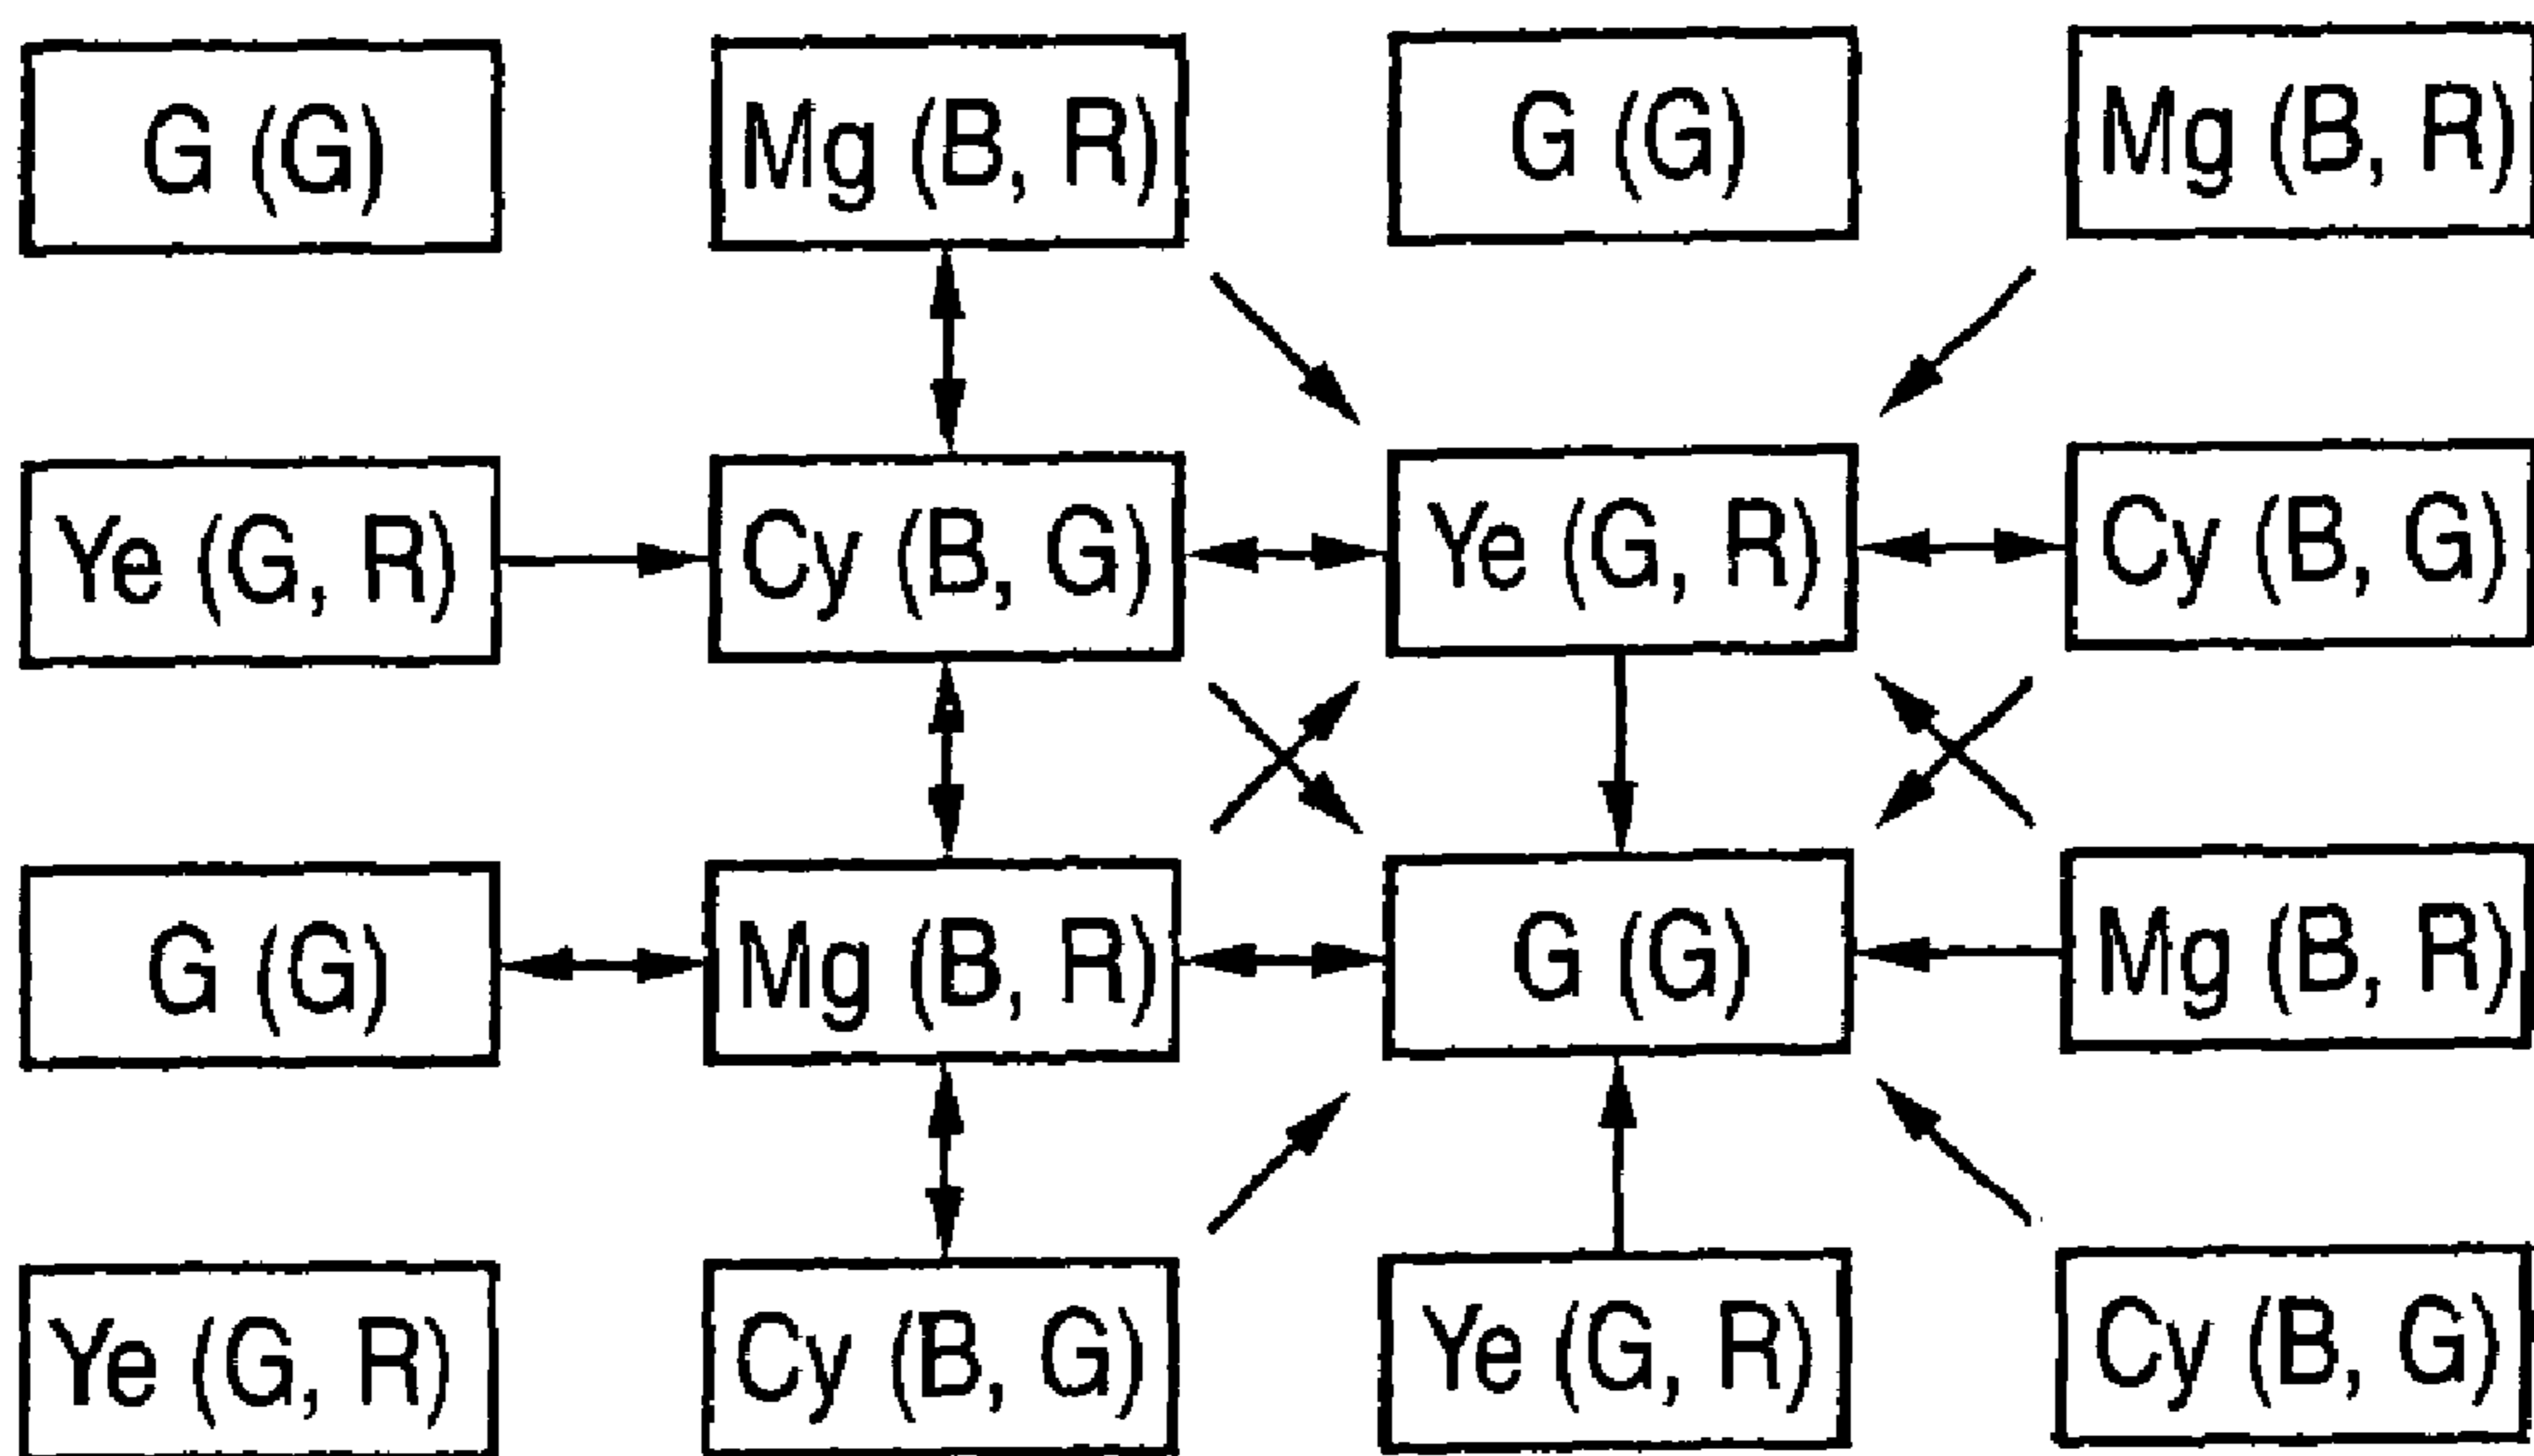 G (G) Mg (B, R) G (G) Mg (B, R)
Ye (G, R) Cy (B, G) Ye (G, R) Cy (B, G)
G (G) Mg (B, R) G (G) Mg (B, R)
Ye (G, R) Cy (B, G) Ye (G, R) Cy (B, G)